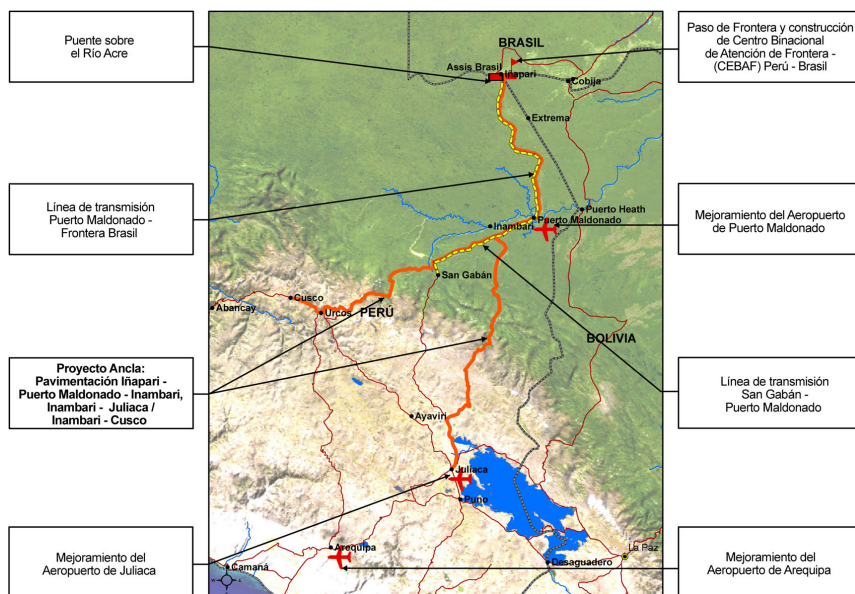 Puente sobre
el Río Acre
BRASIL
Paso de Frontera y construcción
de Centro Binacional
de Atención de Frontera -
(CEBAF) Perú - Brasil
Assis Brasil
Iñapari
Cobija
Extrema
Línea de transmisión
Puerto Maldonado -
Frontera Brasil
Puerto Heath
Puerto Maldonado
Inambari
Mejoramiento del Aeropuerto
de Puerto Maldonado
San Gabán
Cusco
Abancay
Urcos
PERÚ
BOLIVIA
Proyecto Ancla:
Pavimentación Iñapari -
Puerto Maldonado - Inambari,
Inambari - Juliaca /
Inambari - Cusco
Línea de transmisión
San Gabán -
Puerto Maldonado
Ayaviri
Juliaca
Puno
Mejoramiento del
Aeropuerto de Juliaca
Arequipa
Camaná
Desaguadero
La Paz
Mejoramiento del
Aeropuerto de Arequipa